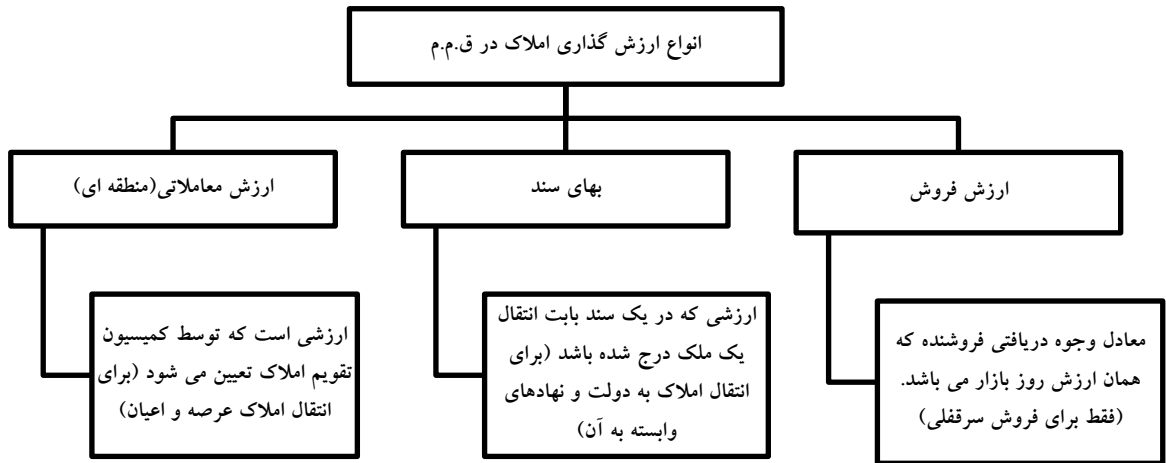 انواع ارزش گذاری املاک در ق.م.م
ارزش فروش
معادل وجوه دریافتی فروشنده که
همان ارزش روز بازار می باشد.
(فقط برای فروش سرقفلی)
بهای سند
ارزشی که در یک سند بابت انتقال
یک ملک درج شده باشد (برای
انتقال املاک به دولت و نهادهای
وابسته به آن)
ارزش معاملاتی(منطقه ای)
ارزشی است که توسط کمیسیون
تقویم املاک تعیین می شود (برای
انتقال املاک عرصه و اعیان)